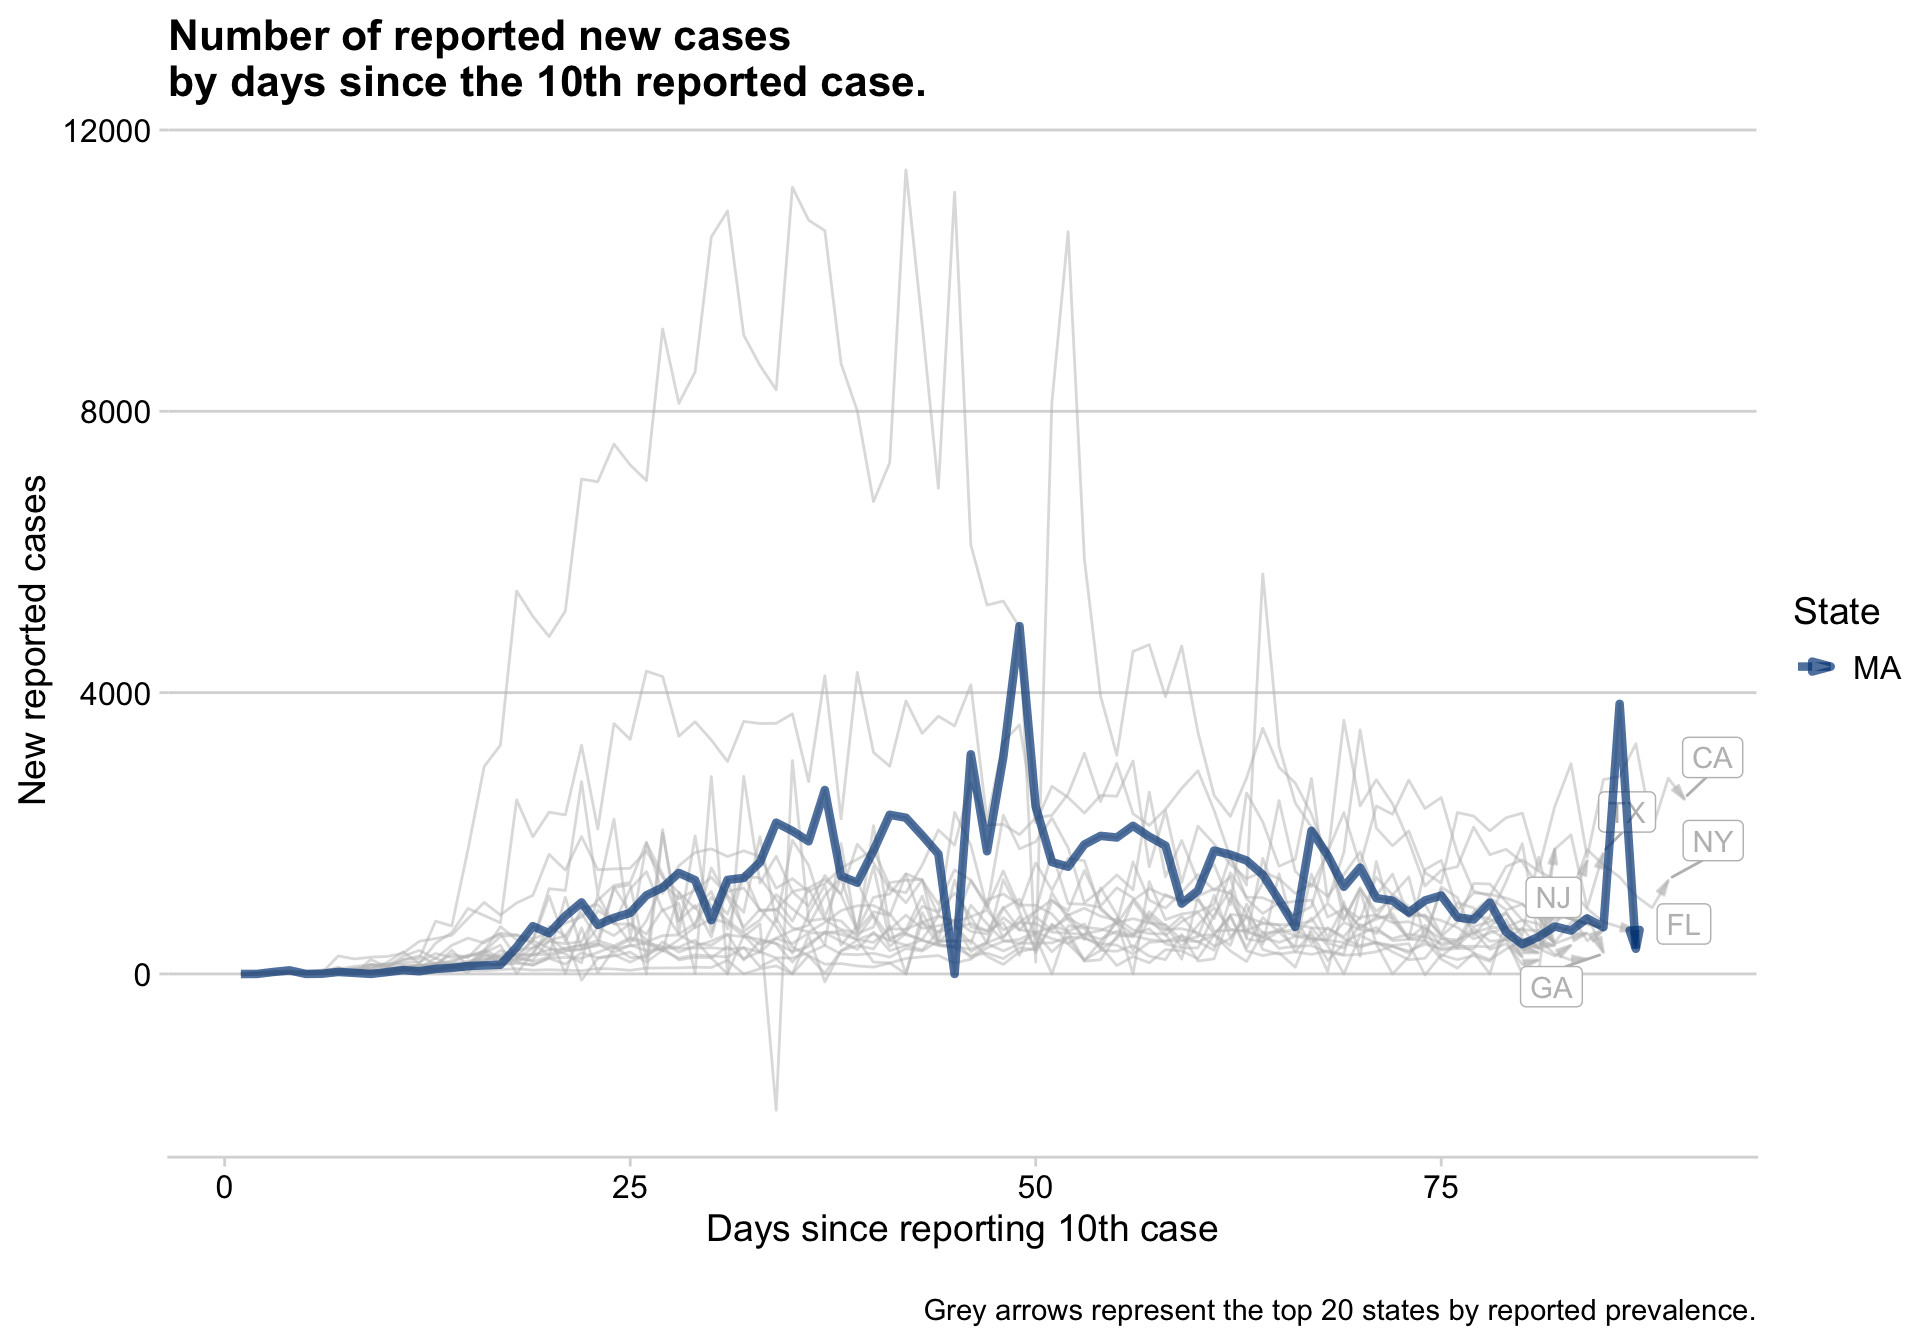 Number of reported new cases
by days since the 10th reported case.
12000
8000
4000
0
New reported cases
CA
TX
NY
NJ
FL
GA
State
MA
0
25
50
75
Days since reporting 10th case
Grey arrows represent the top 20 states by reported prevalence.